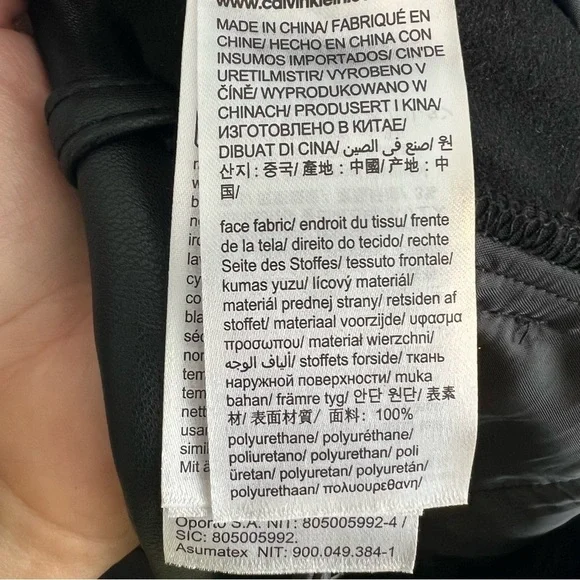 www.calvinklein.
MADE IN CHINA/ FABRIQUÉ EN
CHINE/ HECHO EN CHINA CON
INSUMOS IMPORTADOS/ CIN'DE
URETILMISTIR/ VYROBENO V
ČÍNĚ/ WYPRODUKOWANO W
CHINACH/ PRODUSERT I KINA/
ИЗГОТОВЛЕНО В КИТАЕ/
DIBUAT DI CINA/ صنع في الصين/ 원
산지 : 중국/ 產地 : 中國/ 产地 : 中
国/
face fabric/ endroit du tissu/ frente
de la tela/ direito do tecido/ rechte
Seite des Stoffes/ tessuto frontale/
kumas yuzu/ lícový materiál/
materiál prednej strany/ retsiden af
stoffet/ materiaal voorzijde/ υφασμα
προσωπου/ materiał wierzchni/
ألياف الوجه/ stoffets forside/ ткань
наружной поверхности/ muka
bahan/ främre tyg/ 안단 원단/ 表素
材/ 表面材質/ 面料: 100%
polyurethane/ polyuréthane/
poliuretano/ polyurethan/ poli
üretan/ polyuretan/ polyuretán/
polyurethaan/ πολυουρεθανη/
Oporto S.A. NIT: 805005992-4 /
SIC: 805005992.
Asumatex NIT: 900.049.384-1